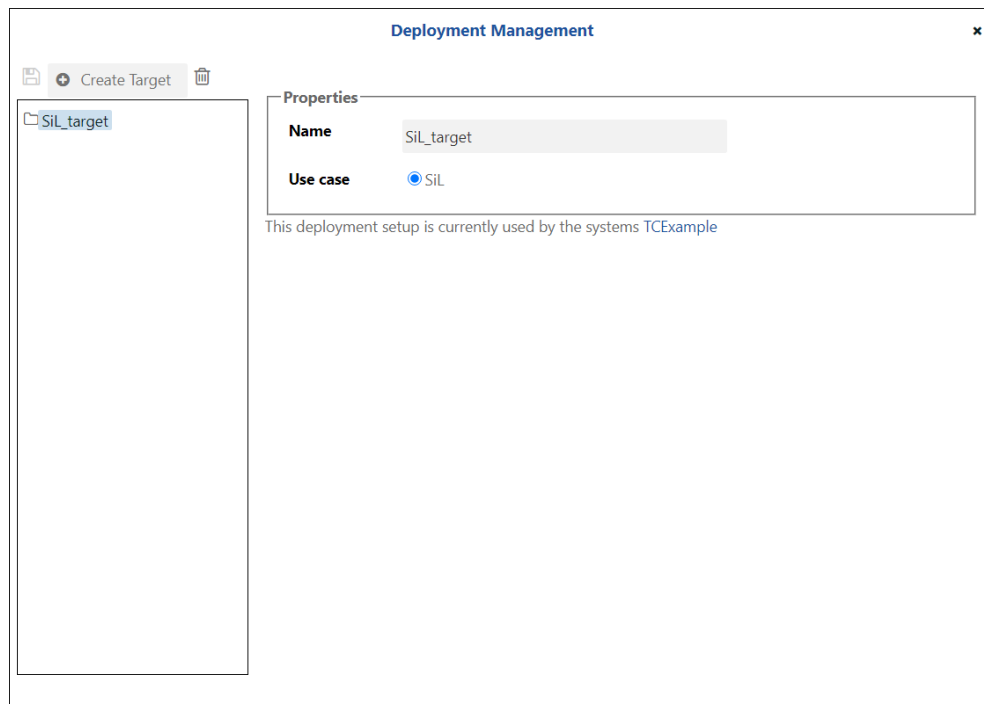 Deployment Management
Create Target
SiL_target
Properties
Name
SiL_target
Use case
SiL
This deployment setup is currently used by the systems TCExample